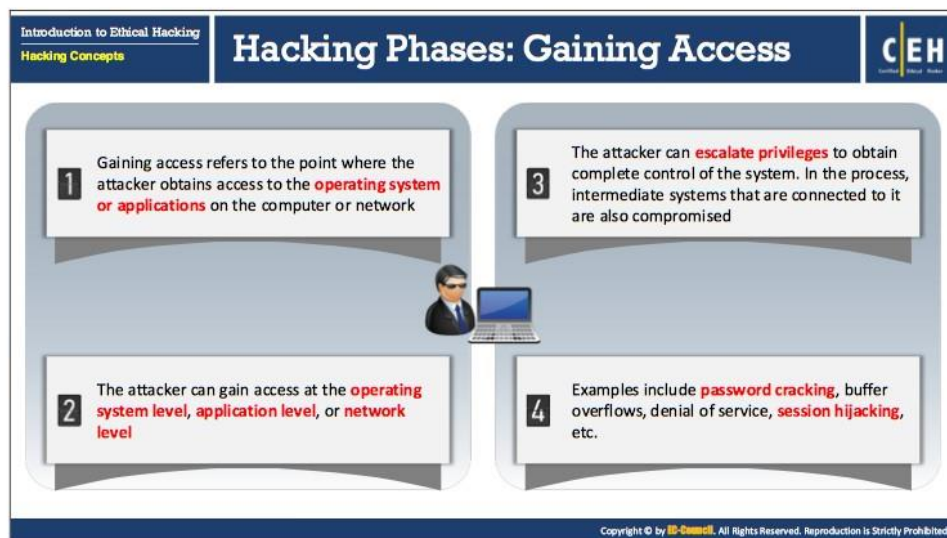 Introduction to Ethical Hacking
Hacking Concepts
Hacking Phases: Gaining Access
CEH
Certified Ethical Hacker
1
Gaining access refers to the point where the
attacker obtains access to the operating system
or applications on the computer or network
2
The attacker can gain access at the operating
system level, application level, or network
level
3
The attacker can escalate privileges to obtain
complete control of the system. In the process,
intermediate systems that are connected to it
are also compromised
4
Examples include password cracking, buffer
overflows, denial of service, session hijacking,
etc.
Copyright © by EC-Council. All Rights Reserved. Reproduction is Strictly Prohibited